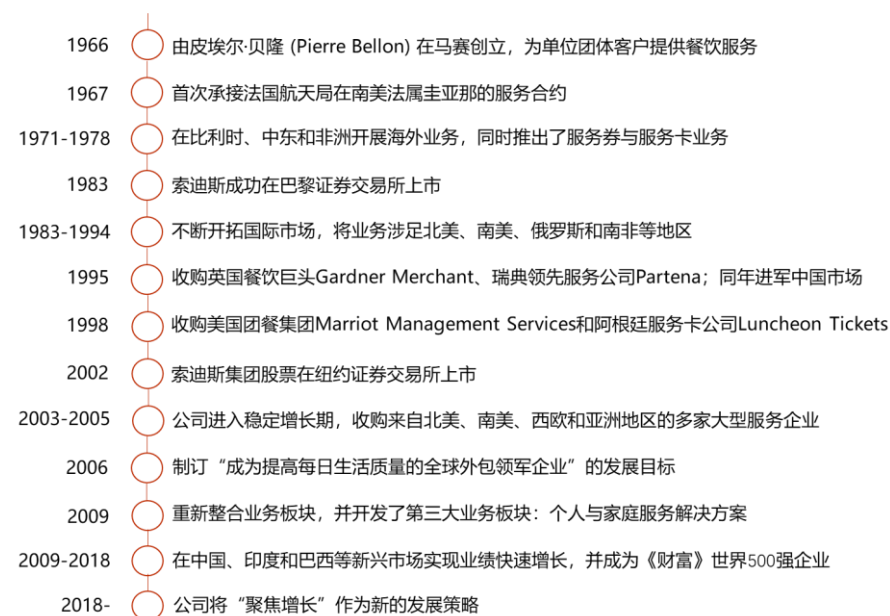 1966 由皮埃尔·贝隆 (Pierre Bellon) 在马赛创立，为单位团体客户提供餐饮服务
1967 首次承接法国航天局在南美法属圭亚那的服务合约
1971-1978 在比利时、中东和非洲开展海外业务，同时推出了服务券与服务卡业务
1983 索迪斯成功在巴黎证券交易所上市
1983-1994 不断开拓国际市场，将业务涉足北美、南美、俄罗斯和南非等地区
1995 收购英国餐饮巨头Gardner Merchant、瑞典领先服务公司Partena；同年进军中国市场
1998 收购美国团餐集团Marriot Management Services和阿根廷服务卡公司Luncheon Tickets
2002 索迪斯集团股票在纽约证券交易所上市
2003-2005 公司进入稳定增长期，收购来自北美、南美、西欧和亚洲地区的多家大型服务企业
2006 制订“成为提高每日生活质量的全球外包领军企业”的发展目标
2009 重新整合业务板块，并开发了第三大业务板块：个人与家庭服务解决方案
2009-2018 在中国、印度和巴西等新兴市场实现业绩快速增长，并成为《财富》世界500强企业
2018- 公司将“聚焦增长”作为新的发展策略